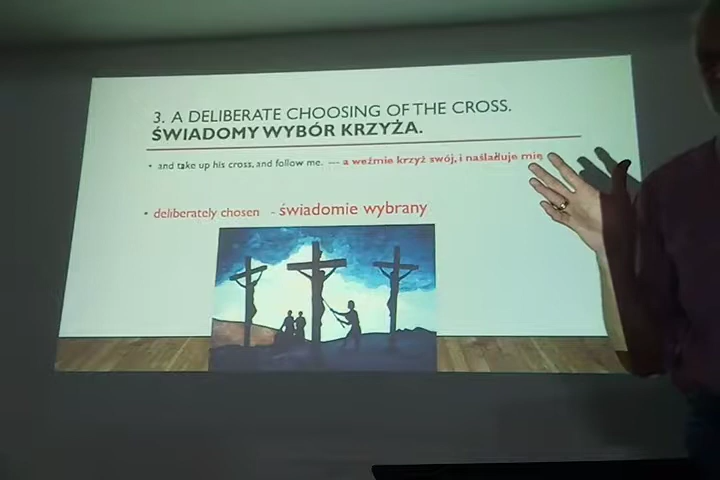 3. A DELIBERATE CHOOSING OF THE CROSS.
ŚWIADOMY WYBÓR KRZYŻA.
• and take up his cross, and follow me. — a weźmie krzyż swój, i naśladuje mię
• deliberately chosen - świadomie wybrany